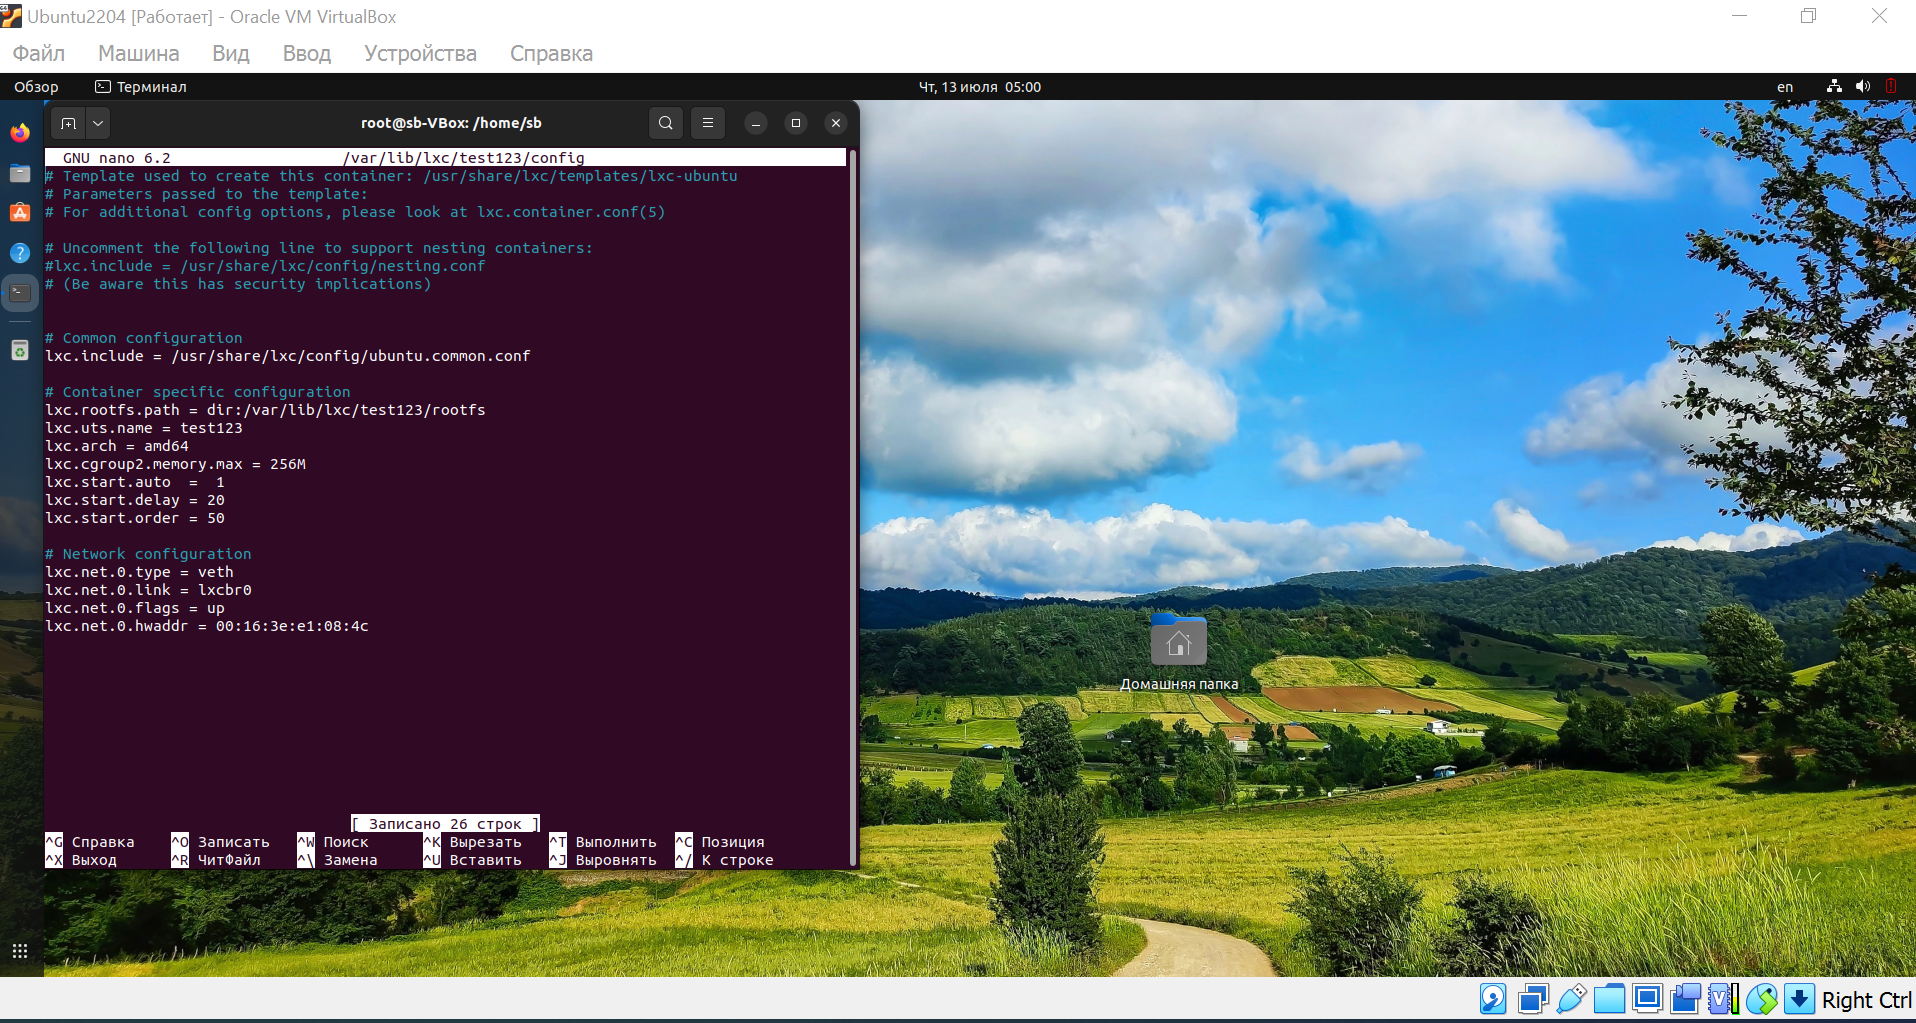 Ubuntu2204 [Работает] - Oracle VM VirtualBox
Файл Машина Вид Ввод Устройства Справка
Обзор Терминал Чт, 13 июля 05:00 en
root@sb-VBox: /home/sb
GNU nano 6.2 /var/lib/lxc/test123/config
# Template used to create this container: /usr/share/lxc/templates/lxc-ubuntu
# Parameters passed to the template:
# For additional config options, please look at lxc.container.conf(5)
# Uncomment the following line to support nesting containers:
#lxc.include = /usr/share/lxc/config/nesting.conf
# (Be aware this has security implications)
# Common configuration
lxc.include = /usr/share/lxc/config/ubuntu.common.conf
# Container specific configuration
lxc.rootfs.path = dir:/var/lib/lxc/test123/rootfs
lxc.uts.name = test123
lxc.arch = amd64
lxc.cgroup2.memory.max = 256M
lxc.start.auto  =  1
lxc.start.delay = 20
lxc.start.order = 50
# Network configuration
lxc.net.0.type = veth
lxc.net.0.link = lxcbr0
lxc.net.0.flags = up
lxc.net.0.hwaddr = 00:16:3e:e1:08:4c
Домашняя папка
[ Записано 26 строк ]
^G Справка ^O Записать ^W Поиск ^K Вырезать ^T Выполнить ^C Позиция
^X Выход ^R ЧитФайл ^\ Замена ^U Вставить ^J Выровнять ^/ К строке
Right Ctrl